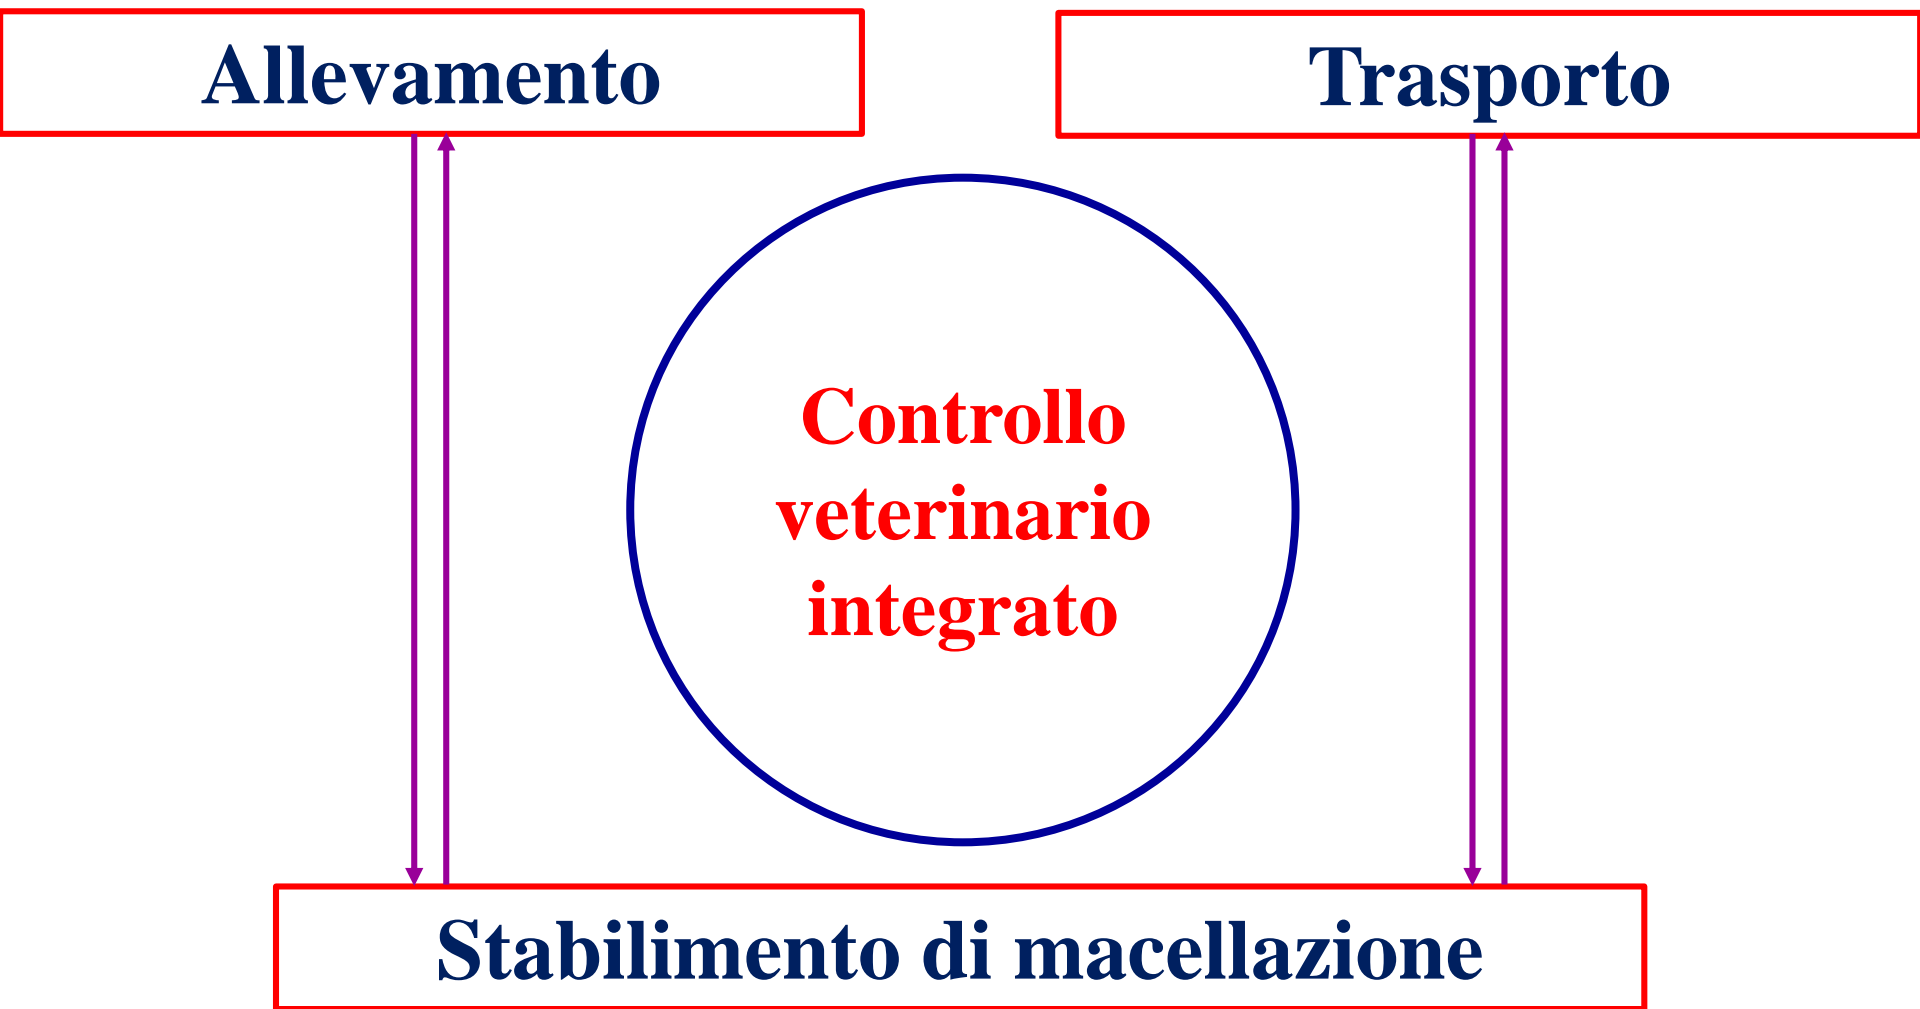 Allevamento
Trasporto
Controllo
veterinario
integrato
Stabilimento di macellazione